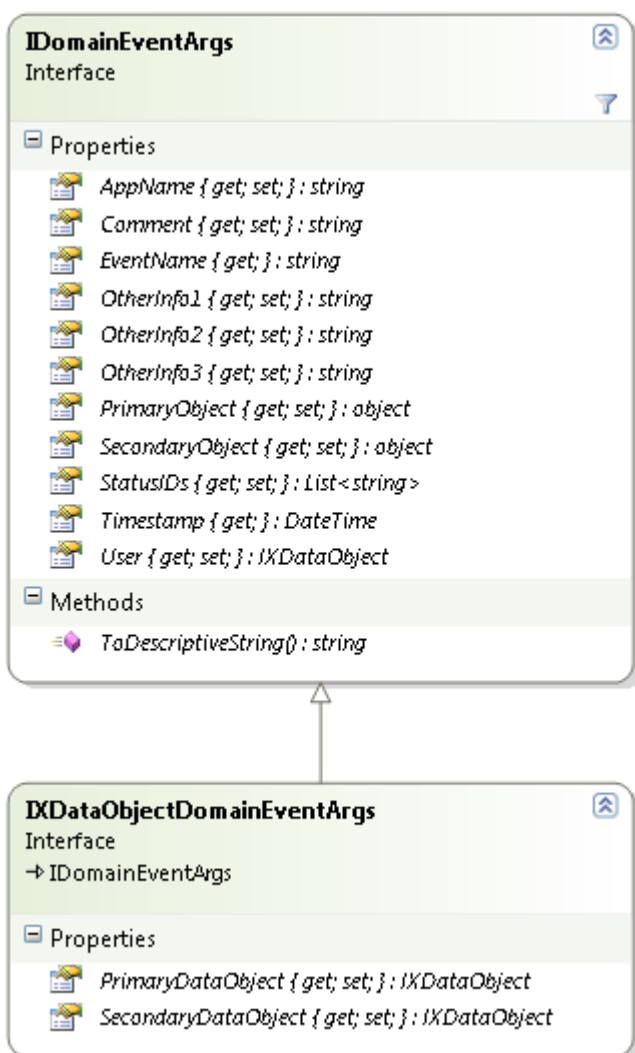 IDomainEventArgs
Interface
Properties
AppName { get; set; } : string
Comment { get; set; } : string
EventName { get; } : string
OtherInfo1 { get; set; } : string
OtherInfo2 { get; set; } : string
OtherInfo3 { get; set; } : string
PrimaryObject { get; set; } : object
SecondaryObject { get; set; } : object
StatusIDs { get; set; } : List<string>
Timestamp { get; } : DateTime
User { get; set; } : IXDataObject
Methods
ToDescriptiveString() : string
IXDataObjectDomainEventArgs
Interface
IDomainEventArgs
Properties
PrimaryDataObject { get; set; } : IXDataObject
SecondaryDataObject { get; set; } : IXDataObject